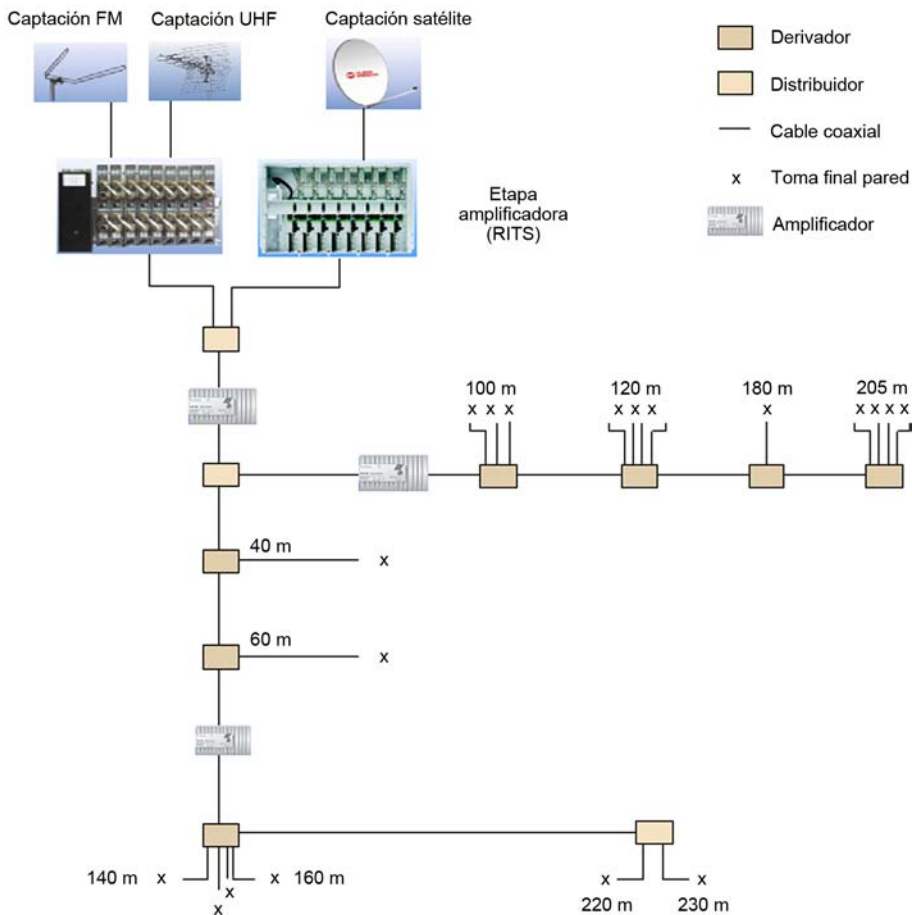 Captación FM
Captación UHF
Captación satélite
Derivador
Distribuidor
Cable coaxial
x
Toma final pared
Amplificador
Etapa
amplificadora
(RITS)
100 m
x x x
120 m
x x x
180 m
x
205 m
x x x x
40 m
x
60 m
x
140 m
x
x
x
x
160 m
x
x
220 m
230 m